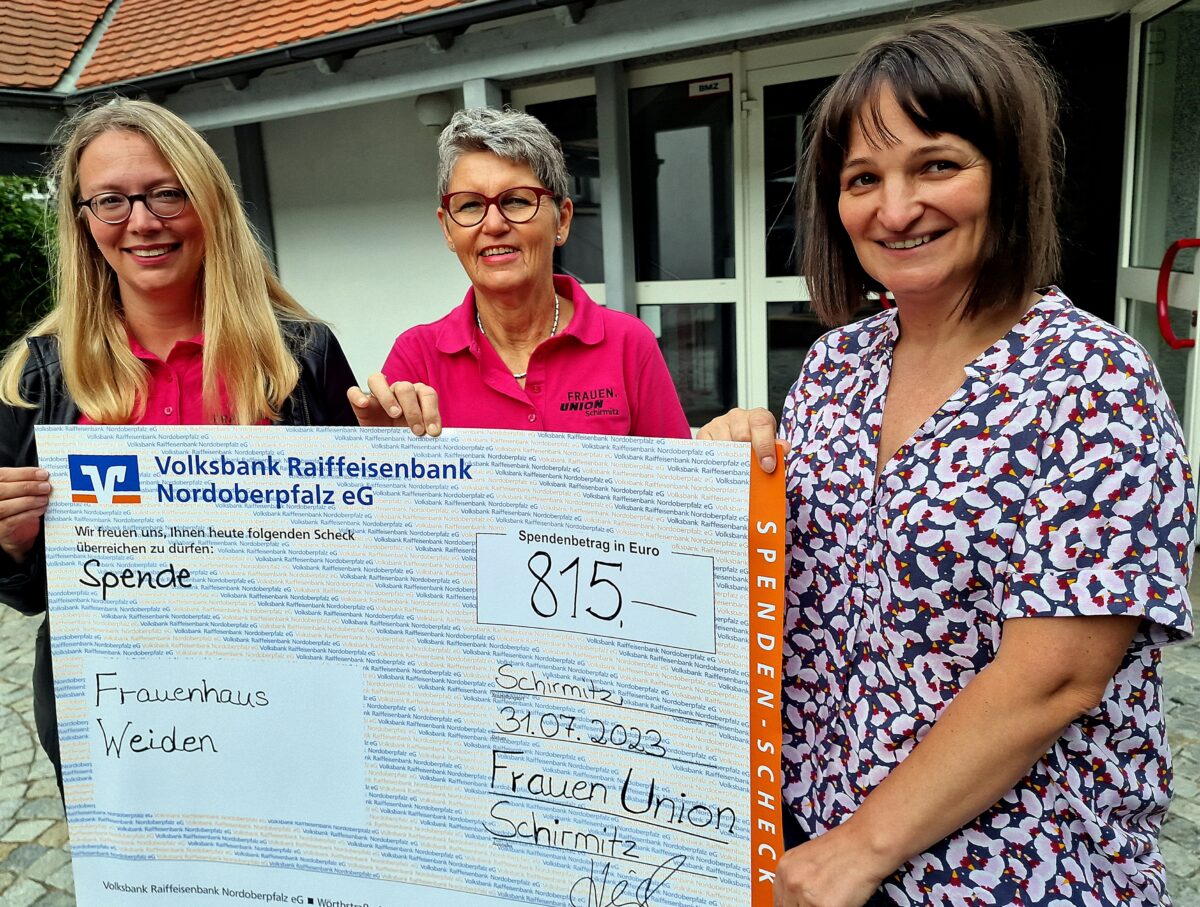 BMZ
FRAUEN.
UNION
Schirmitz
Volksbank Raiffeisenbank
Nordoberpfalz eG
Wir freuen uns, Ihnen heute folgenden Scheck
überreichen zu dürfen:
Spende
Spendenbetrag in Euro
815,—
Frauenhaus
Weiden
Schirmitz
31.07.2023
Frauen Union
Schirmitz
SPENDEN-SCHECK
Volksbank Raiffeisenbank Nordoberpfalz eG ■